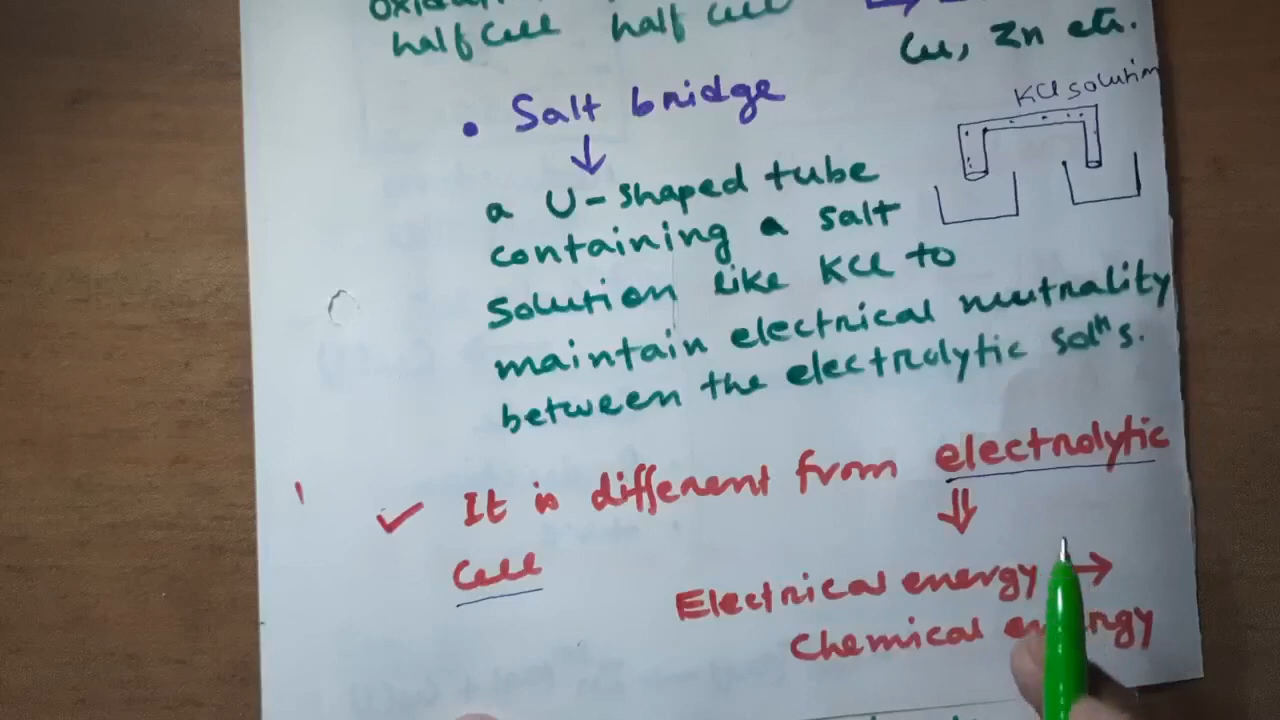 half cell half cell
Cu, Zn etc.
• Salt bridge
KCl solution
a U-shaped tube
containing a salt
solution like KCl to
maintain electrical neutrality
between the electrolytic solⁿs.
✓ It is different from electrolytic
cell
Electrical energy →
Chemical energy